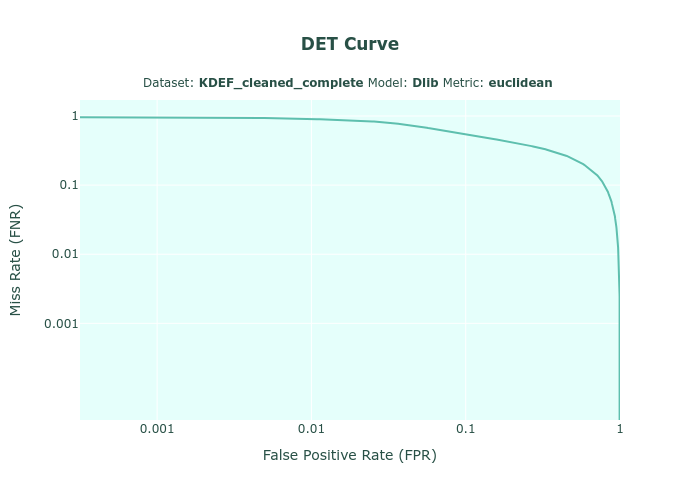 DET Curve
Dataset: KDEF_cleaned_complete Model: Dlib Metric: euclidean
1
0.1
0.01
0.001
Miss Rate (FNR)
0.001
0.01
0.1
1
False Positive Rate (FPR)